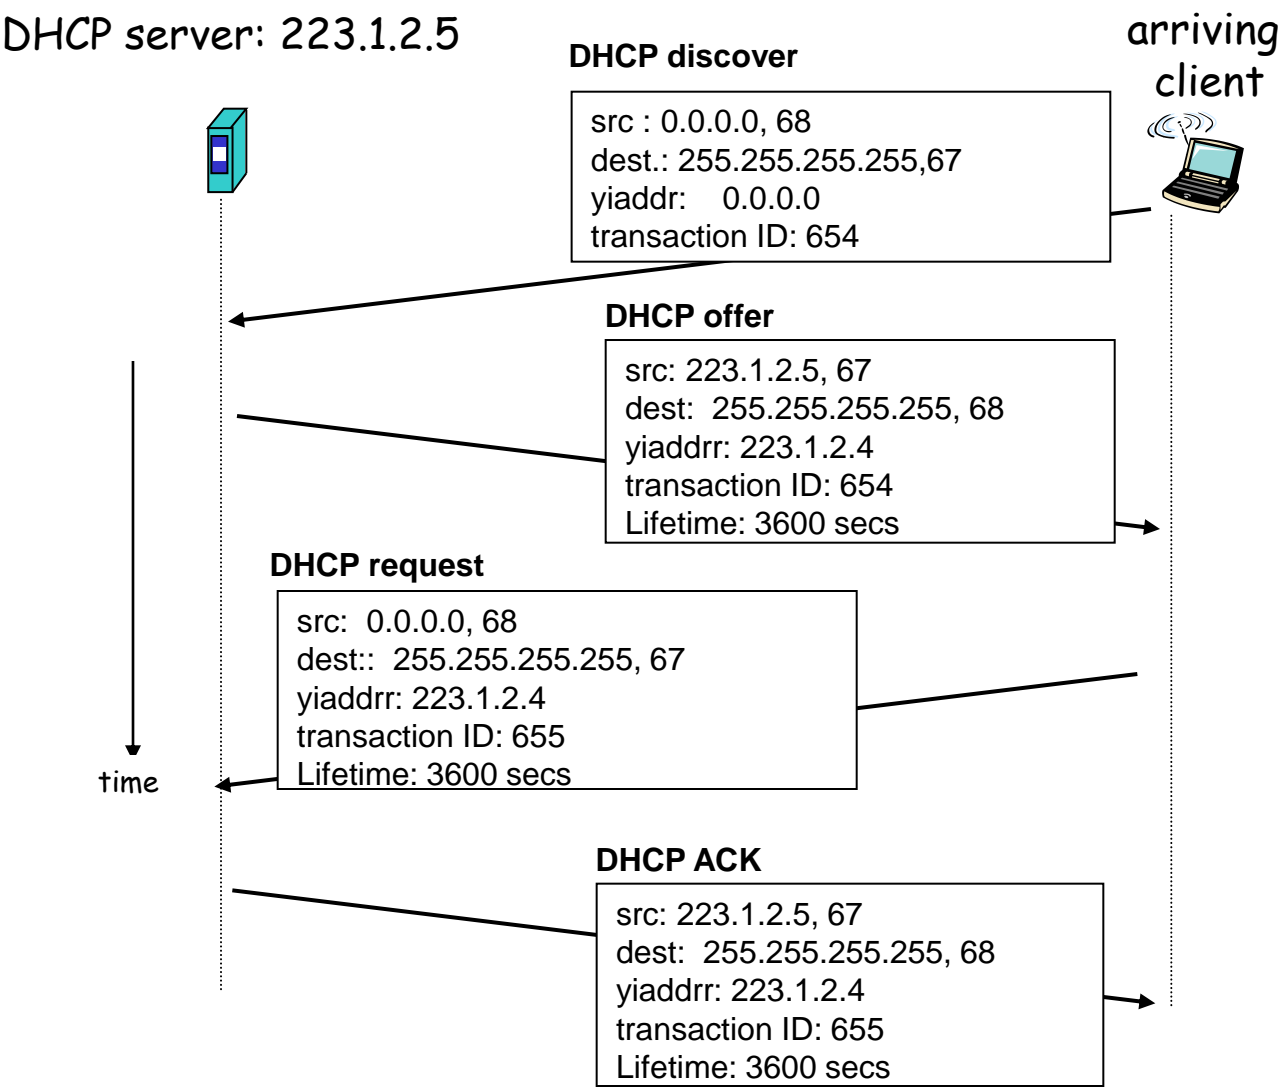 DHCP server: 223.1.2.5
arriving
client
DHCP discover
src : 0.0.0.0, 68
dest.: 255.255.255.255,67
yiaddr: 0.0.0.0
transaction ID: 654
DHCP offer
src: 223.1.2.5, 67
dest: 255.255.255.255, 68
yiaddrr: 223.1.2.4
transaction ID: 654
Lifetime: 3600 secs
DHCP request
src: 0.0.0.0, 68
dest:: 255.255.255.255, 67
yiaddrr: 223.1.2.4
transaction ID: 655
Lifetime: 3600 secs
time
DHCP ACK
src: 223.1.2.5, 67
dest: 255.255.255.255, 68
yiaddrr: 223.1.2.4
transaction ID: 655
Lifetime: 3600 secs